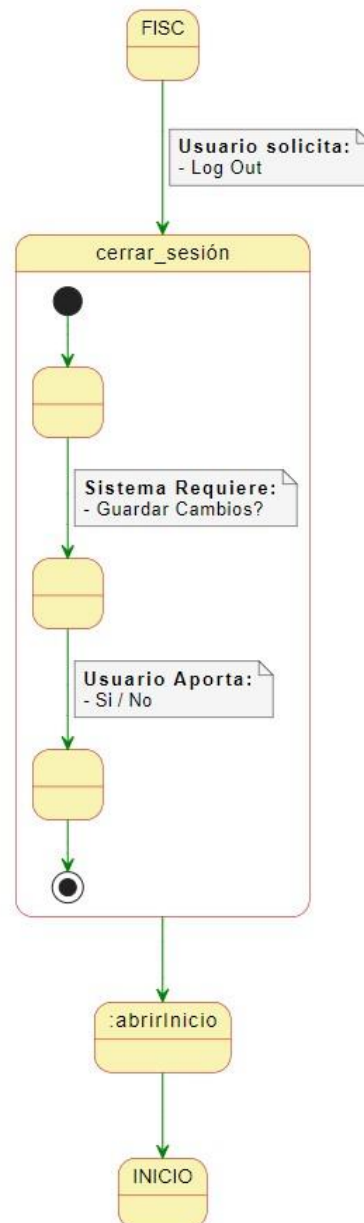 FISC
Usuario solicita:
- Log Out
cerrar_sesión
Sistema Requiere:
- Guardar Cambios?
Usuario Aporta:
- Si / No
:abrirInicio
INICIO